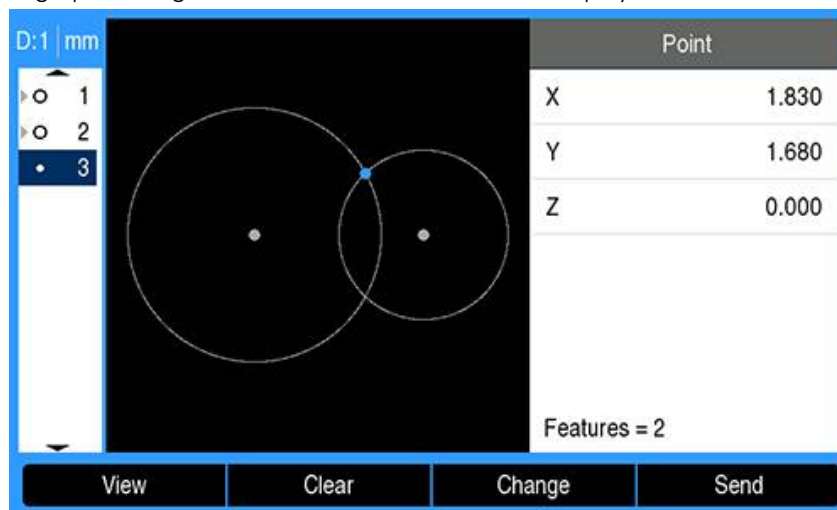 D:1 mm
Point
1
2
3
X 1.830
Y 1.680
Z 0.000
Features = 2
View Clear Change Send